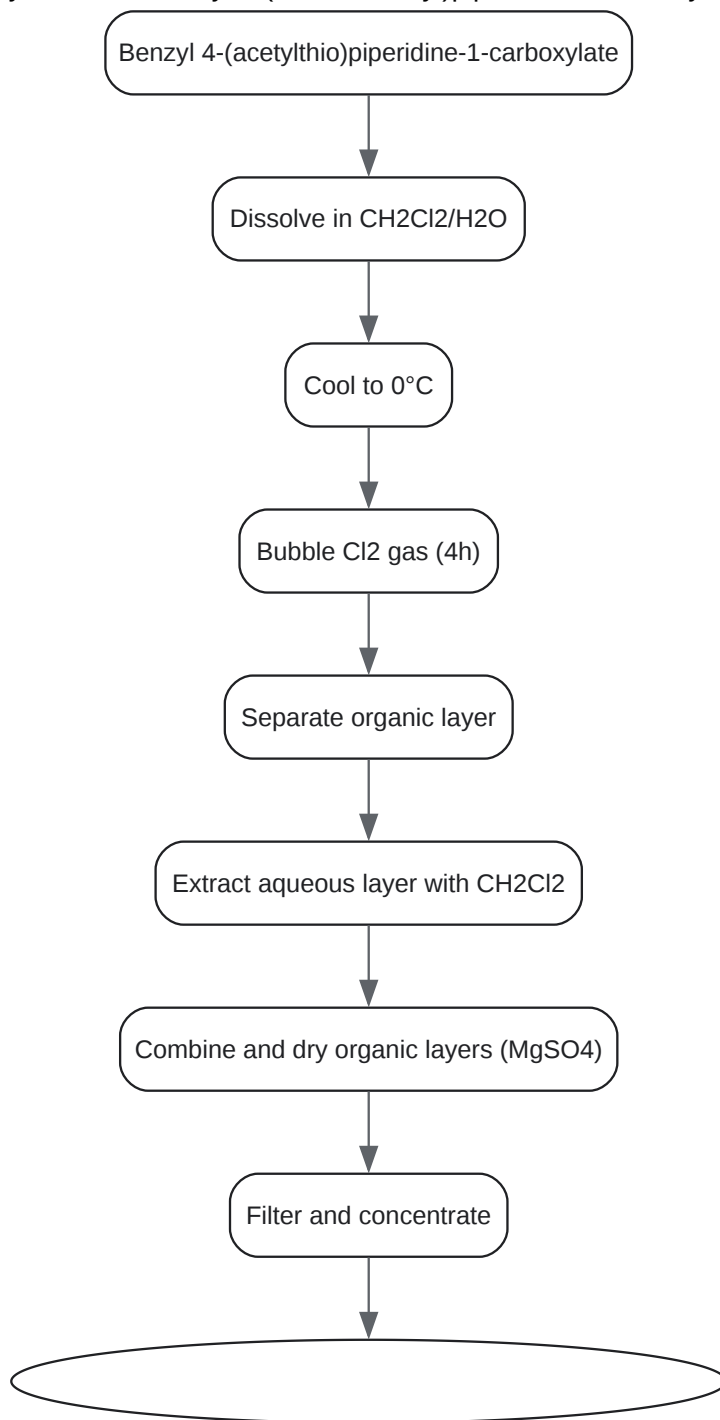 Benzyl 4-(acetylthio)piperidine-1-carboxylate
Dissolve in CH2Cl2/H2O
Cool to 0°C
Bubble Cl2 gas (4h)
Separate organic layer
Extract aqueous layer with CH2Cl2
Combine and dry organic layers (MgSO4)
Filter and concentrate